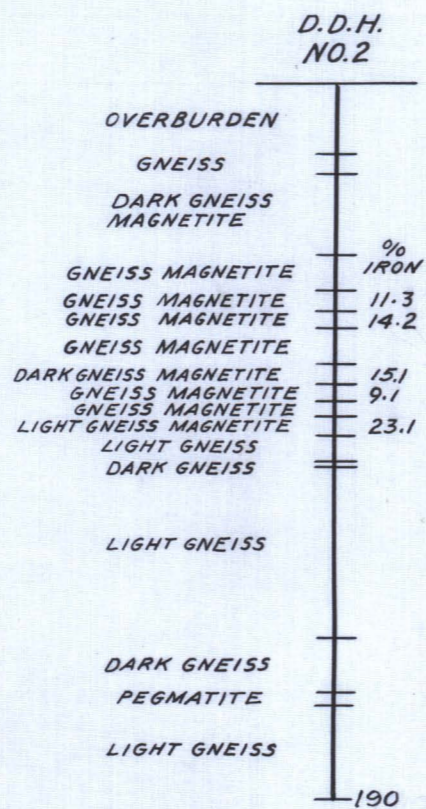 D.D.H.
NO.2
OVERBURDEN
GNEISS
DARK GNEISS
MAGNETITE
%
IRON
GNEISS MAGNETITE
GNEISS MAGNETITE 11.3
GNEISS MAGNETITE 14.2
GNEISS MAGNETITE
DARK GNEISS MAGNETITE 15.1
GNEISS MAGNETITE 9.1
GNEISS MAGNETITE
LIGHT GNEISS MAGNETITE 23.1
LIGHT GNEISS
DARK GNEISS
LIGHT GNEISS
DARK GNEISS
PEGMATITE
LIGHT GNEISS
190